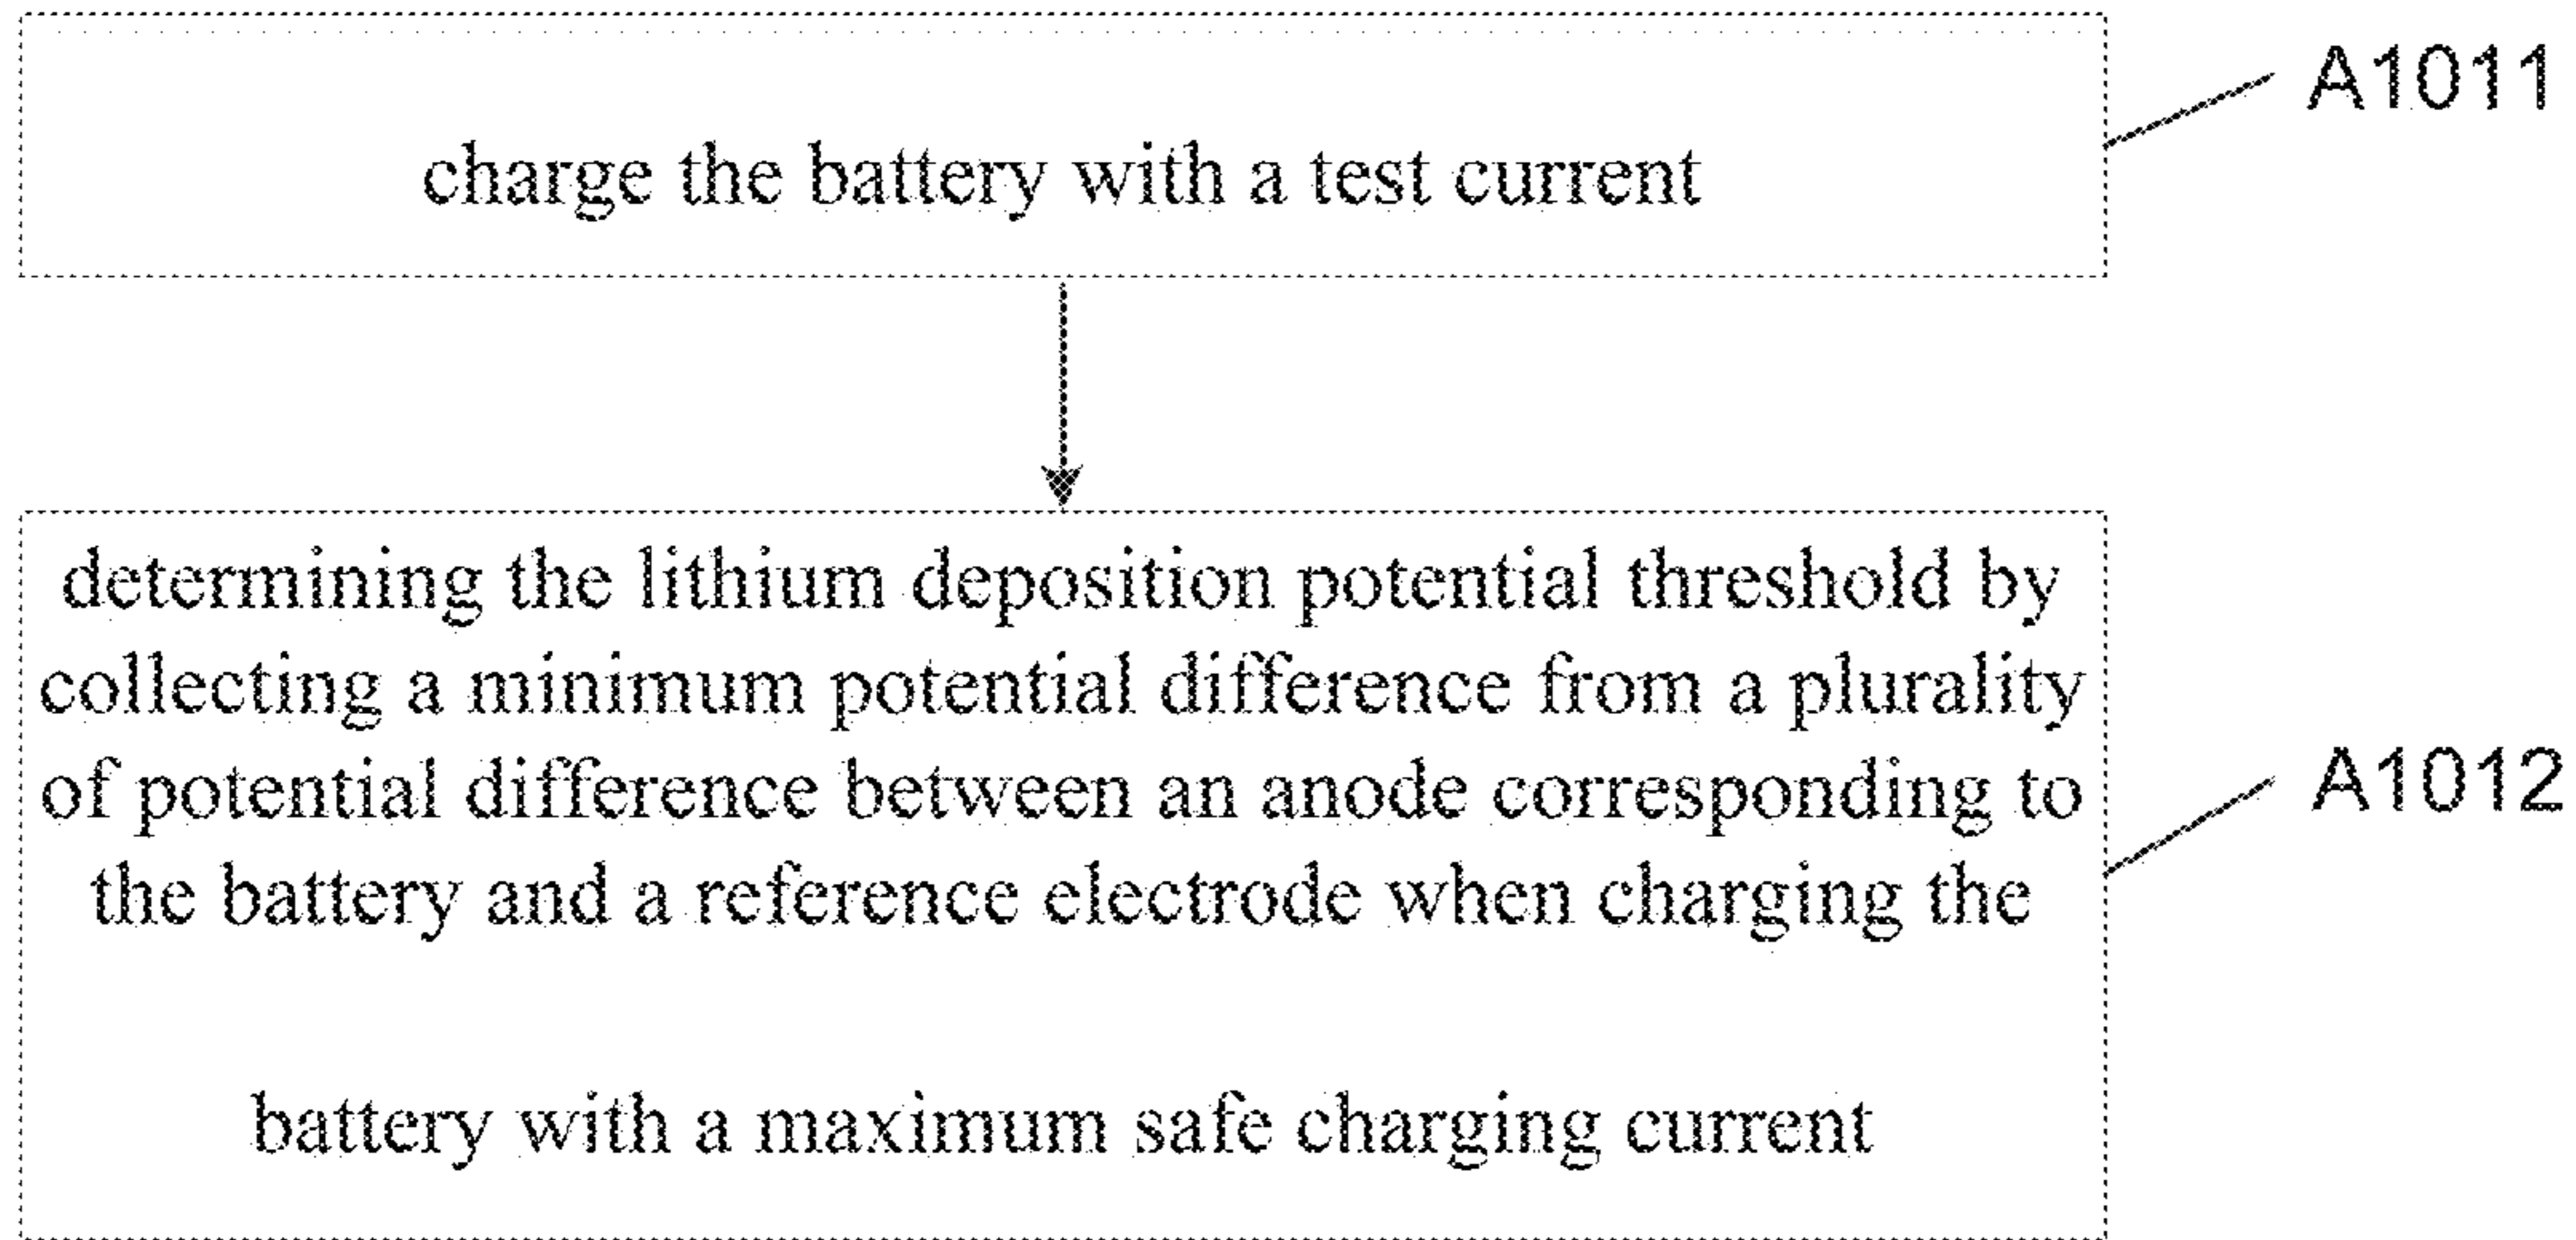 A1011
charge the battery with a test current
determining the lithium deposition potential threshold by
collecting a minimum potential difference from a plurality
of potential difference between an anode corresponding to
the battery and a reference electrode when charging the
battery with a maximum safe charging current
A1012